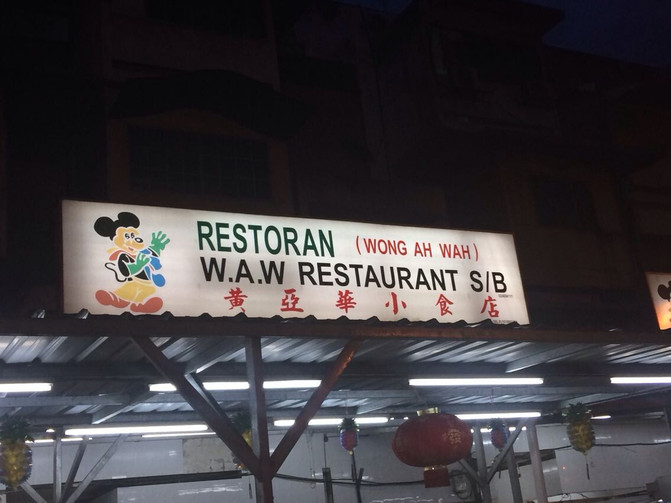 RESTORAN (WONG AH WAH)
W.A.W RESTAURANT S/B
黃亞華小食店